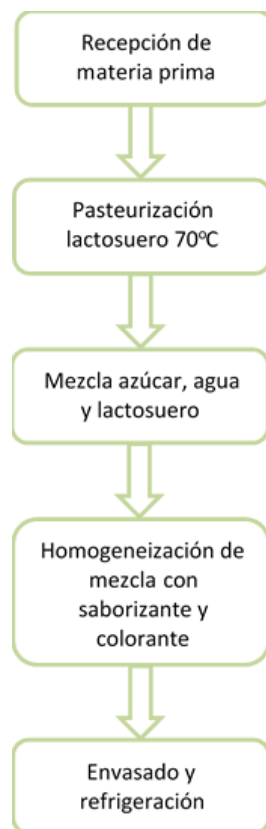 Recepción de
materia prima
Pasteurización
lactosuero 70ºC
Mezcla azúcar, agua
y lactosuero
Homogeneización de
mezcla con
saborizante y
colorante
Envasado y
refrigeración